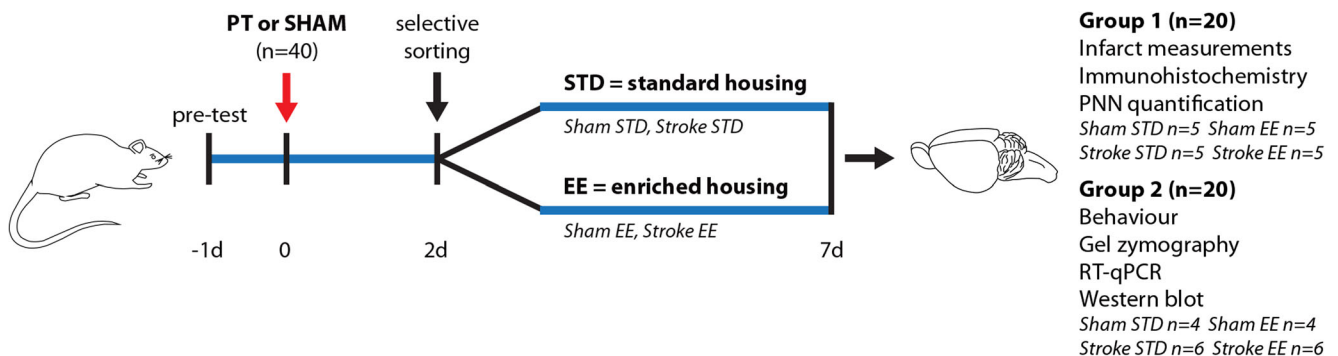 PT or SHAM
(n=40)
selective
sorting
pre-test
STD = standard housing
Sham STD, Stroke STD
EE = enriched housing
Sham EE, Stroke EE
-1d
0
2d
7d
Group 1 (n=20)
Infarct measurements
Immunohistochemistry
PNN quantification
Sham STD n=5 Sham EE n=5
Stroke STD n=5 Stroke EE n=5
Group 2 (n=20)
Behaviour
Gel zymography
RT-qPCR
Western blot
Sham STD n=4 Sham EE n=4
Stroke STD n=6 Stroke EE n=6